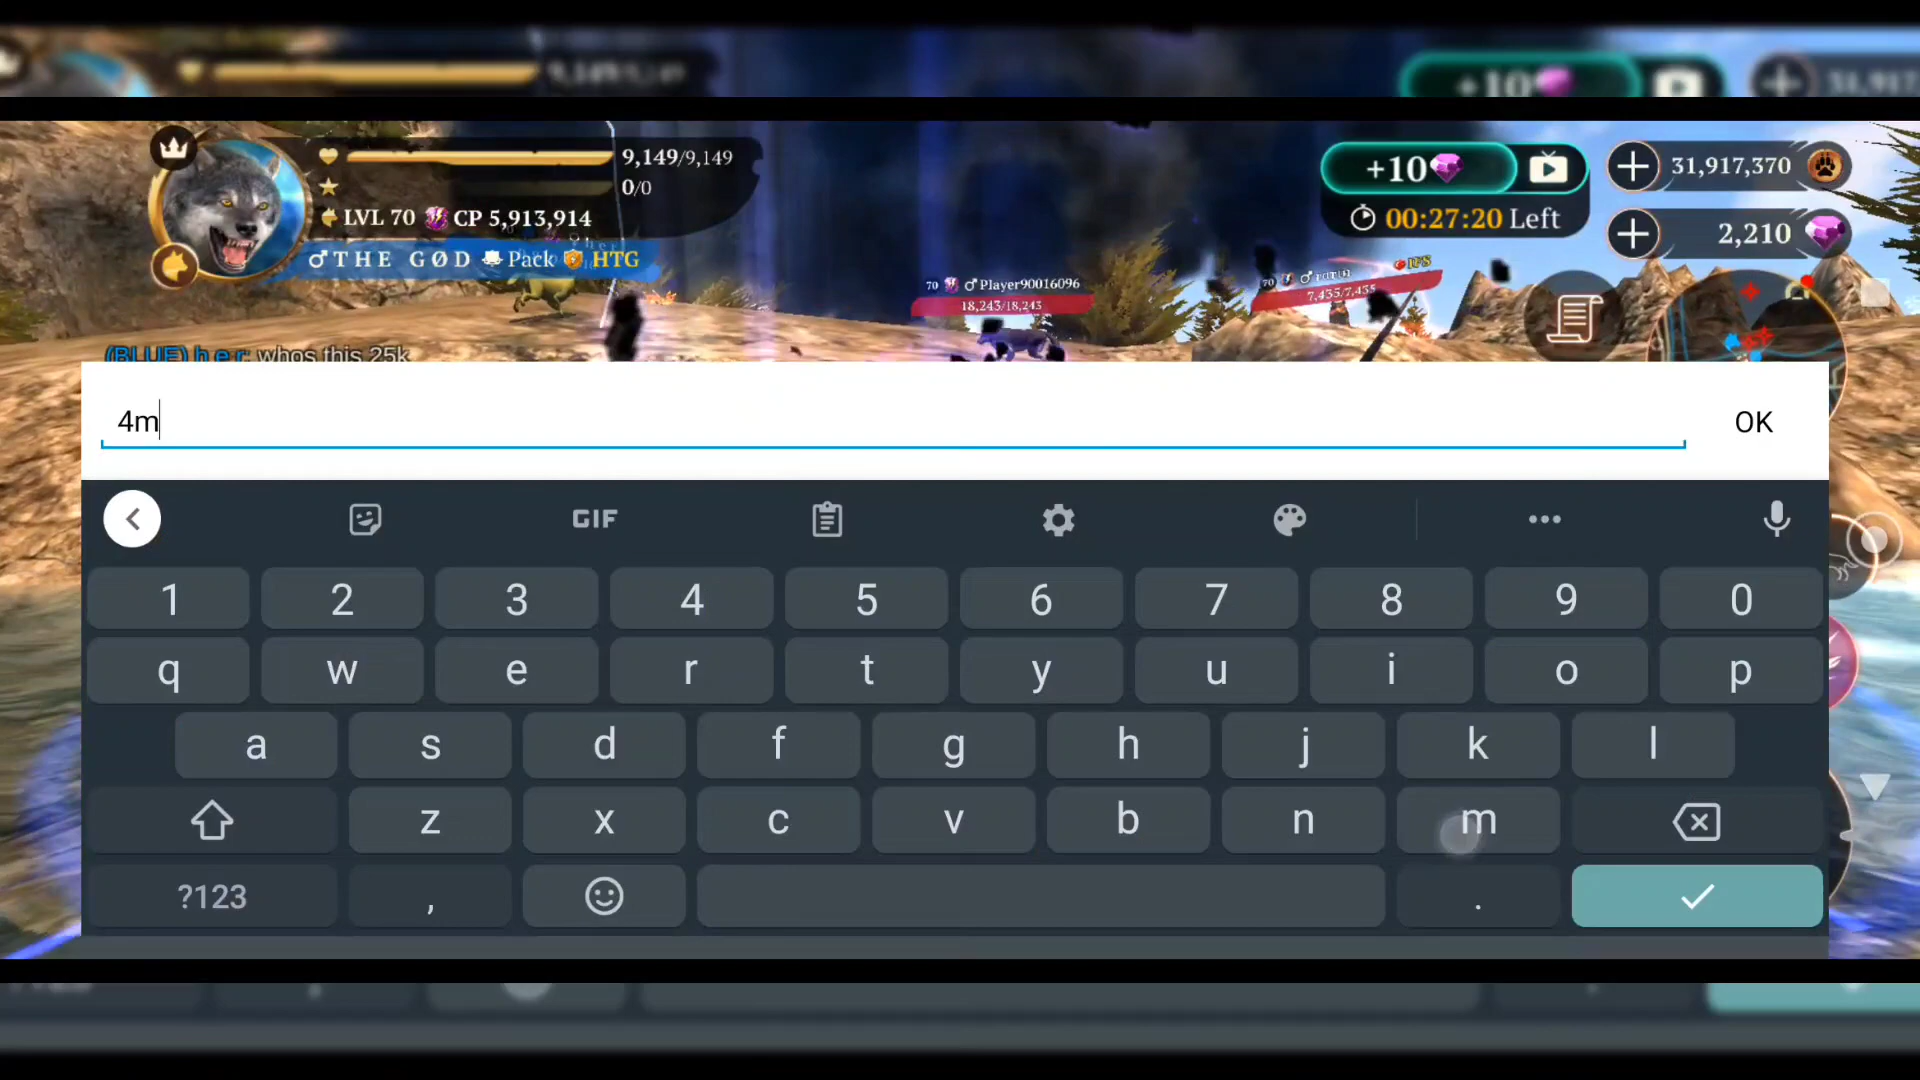 9,149/9,149
0/0
LVL 70 CP 5,913,914
♂THE GØD Pack HTG
+10
00:27:20 Left
31,917,370
2,210
70 ♂Player90016096
18,243/18,243
70
JFS
7,435/7,435
(BLUE) h e r: whos this 25k
4m
OK
GIF
1 2 3 4 5 6 7 8 9 0
q w e r t y u i o p
a s d f g h j k l
z x c v b n m
?123 , .